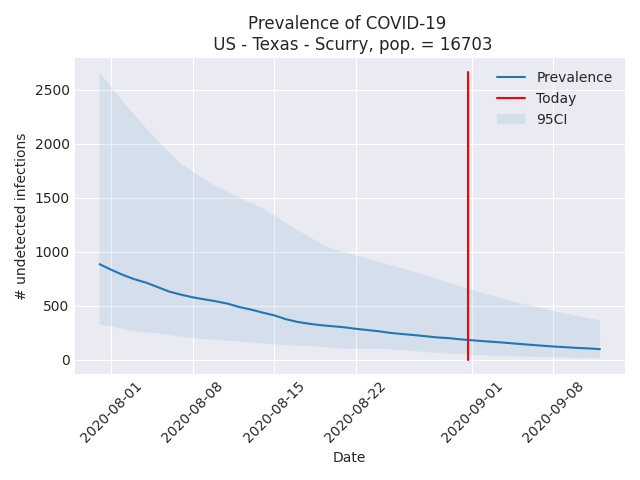 Prevalence of COVID-19
US - Texas - Scurry, pop. = 16703
Prevalence
Today
95CI
# undetected infections
2500
2000
1500
1000
500
0
2020-08-01
2020-08-08
2020-08-15
2020-08-22
2020-09-01
2020-09-08
Date